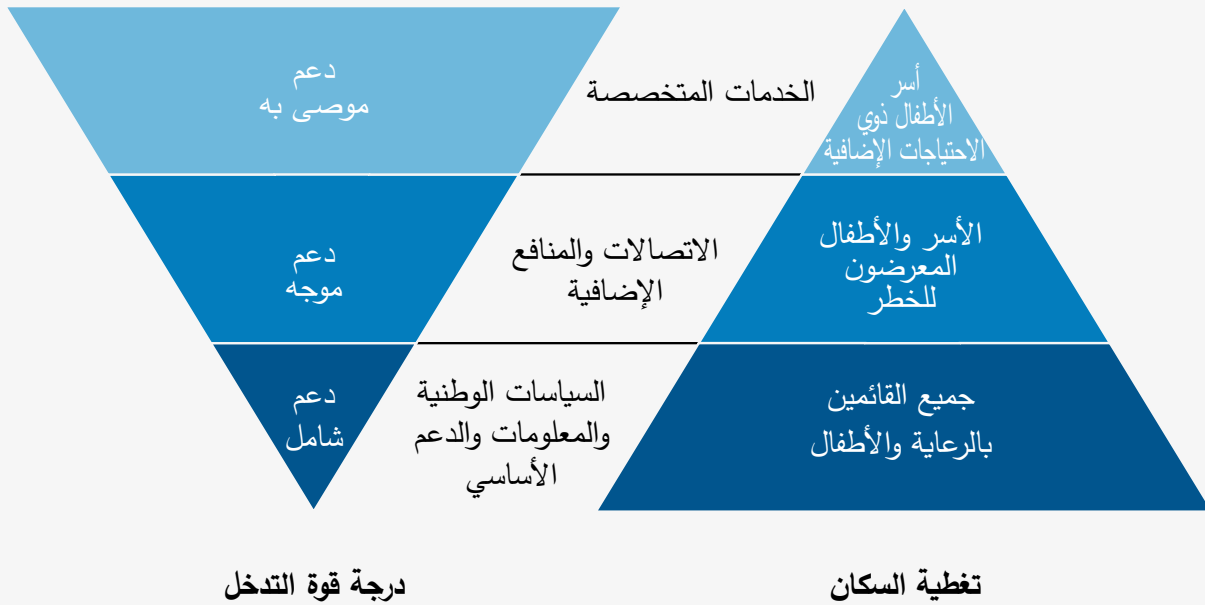 أسر
الأطفال ذوي
الاحتياجات الإضافية
الخدمات المتخصصة
دعم
موصى به
الأسر والأطفال
المعرضون
للخطر
الاتصالات والمنافع
الإضافية
دعم
موجه
جميع القائمين
بالرعاية والأطفال
السياسات الوطنية
والمعلومات والدعم
الأساسي
دعم
شامل
تغطية السكان
درجة قوة التدخل